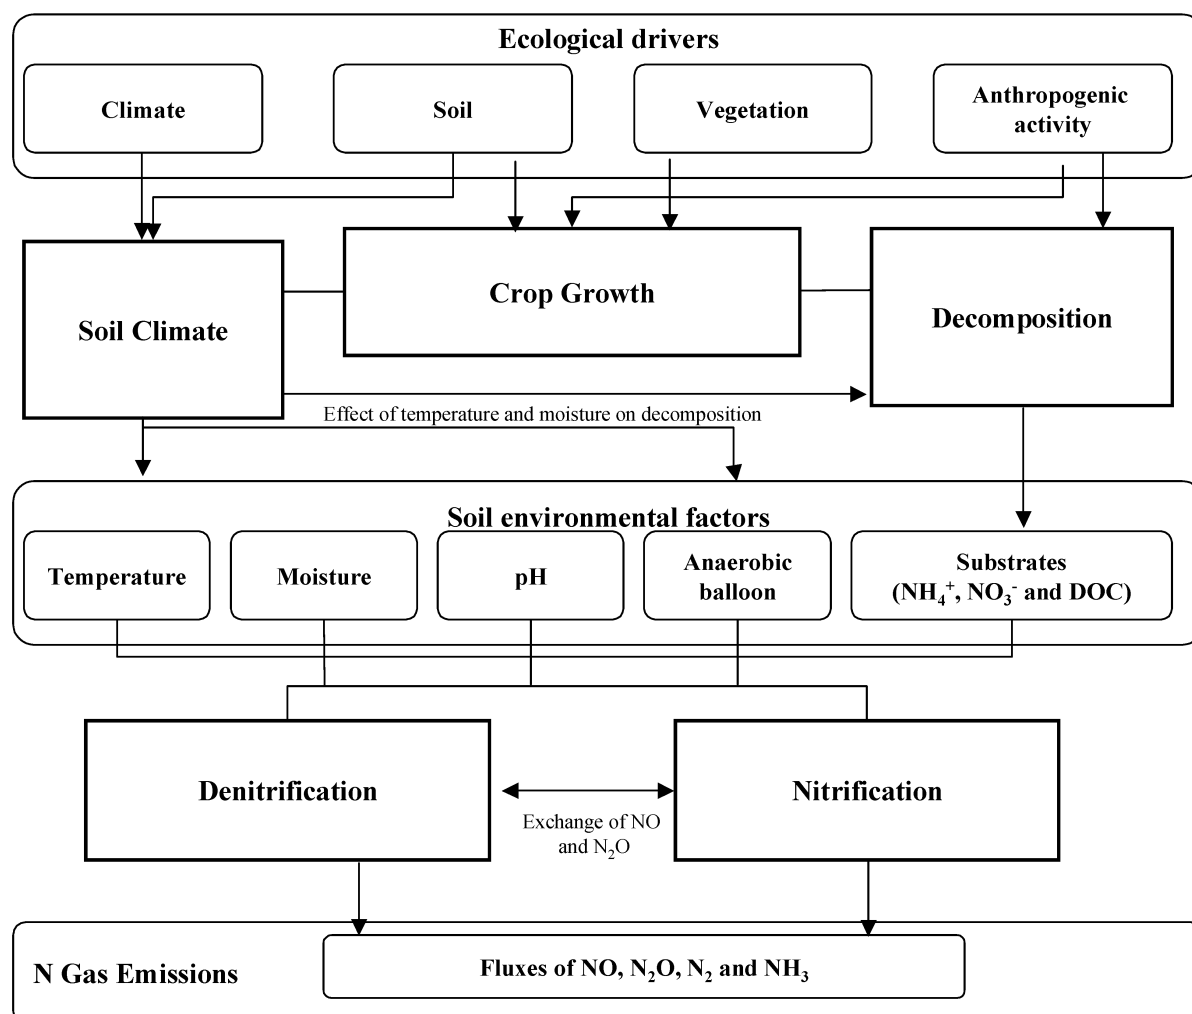 Ecological drivers
Climate
Soil
Vegetation
Anthropogenic
activity
Soil Climate
Crop Growth
Decomposition
Effect of temperature and moisture on decomposition
Soil environmental factors
Temperature
Moisture
pH
Anaerobic
balloon
Substrates
(NH₄⁺, NO₃⁻ and DOC)
Denitrification
Nitrification
Exchange of NO
and N₂O
N Gas Emissions
Fluxes of NO, N₂O, N₂ and NH₃